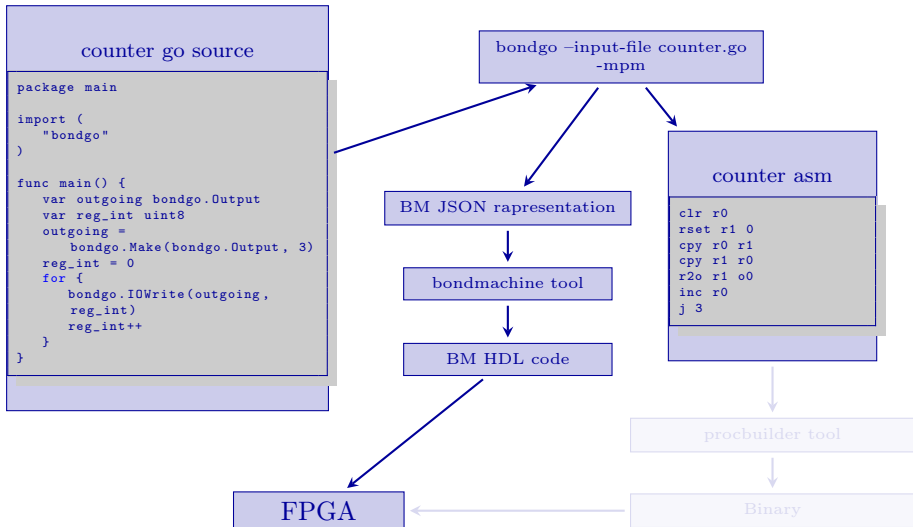 counter go source
package main
import (
"bondgo"
)
func main() {
var outgoing bondgo.Output
var reg_int uint8
outgoing =
bondgo.Make(bondgo.Output, 3)
reg_int = 0
for {
bondgo.IOWrite(outgoing,
reg_int)
reg_int++
}
}
bondgo –input-file counter.go
-mpm
BM JSON rapresentation
bondmachine tool
BM HDL code
counter asm
clr r0
rset r1 0
cpy r0 r1
cpy r1 r0
r2o r1 o0
inc r0
j 3
procbuilder tool
Binary
FPGA